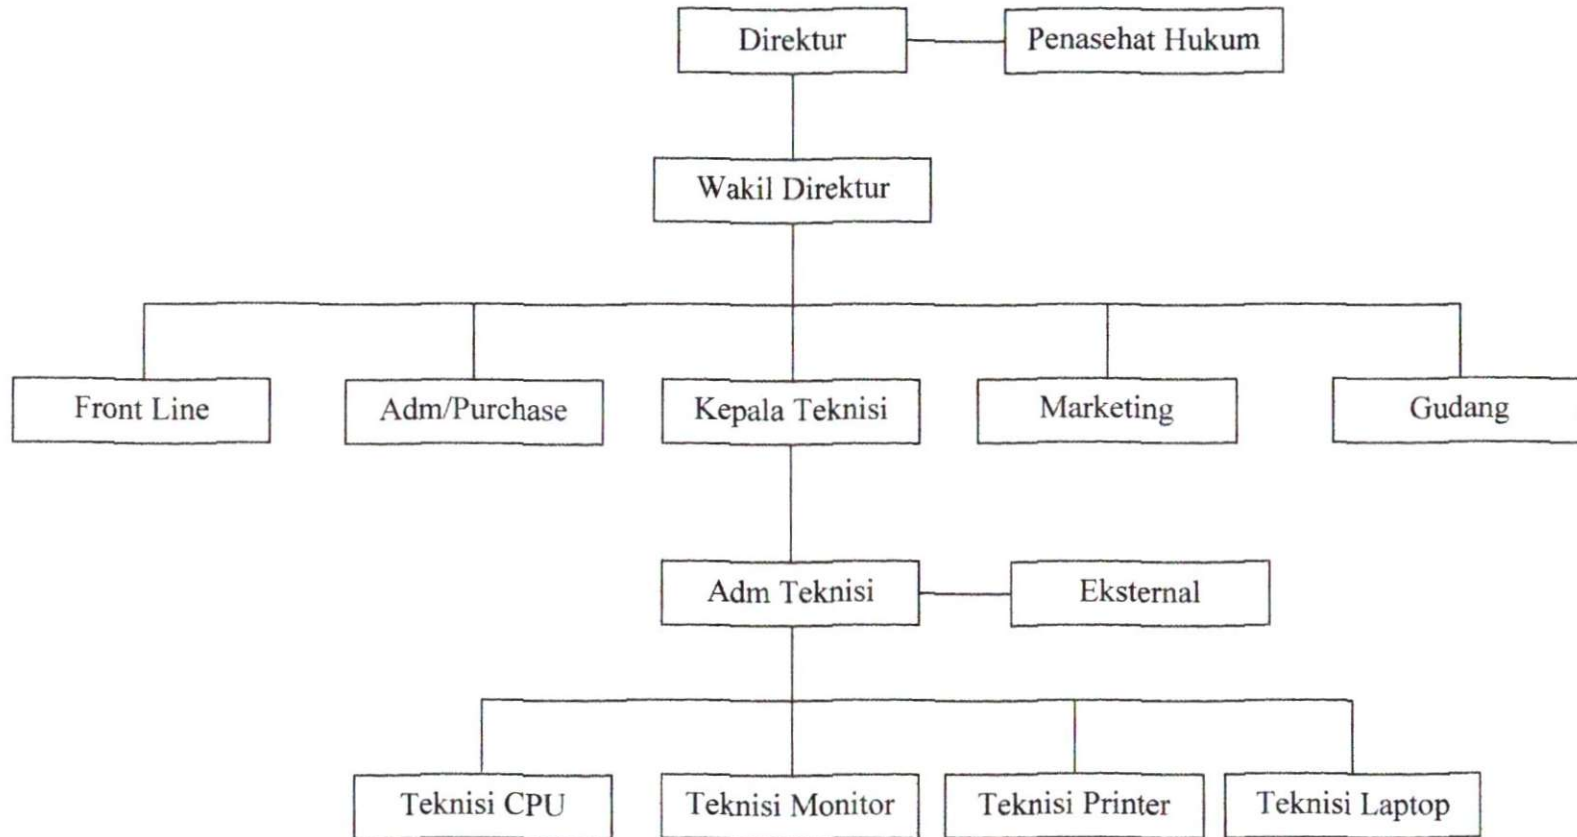 Direktur
Penasehat Hukum
Wakil Direktur
Front Line
Adm/Purchase
Kepala Teknisi
Marketing
Gudang
Adm Teknisi
Eksternal
Teknisi CPU
Teknisi Monitor
Teknisi Printer
Teknisi Laptop